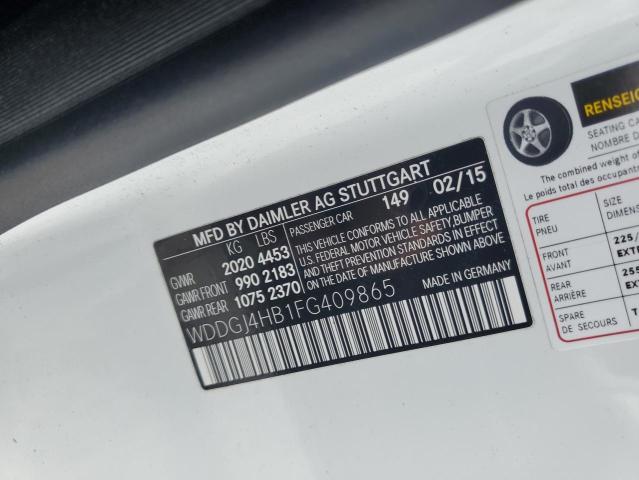 MFD BY DAIMLER AG STUTTGART
KG LBS PASSENGER CAR 149 02/15
GVWR 2020 4453
GAWR FRONT 990 2183
GAWR REAR 1075 2370
THIS VEHICLE CONFORMS TO ALL APPLICABLE
U.S. FEDERAL MOTOR VEHICLE SAFETY, BUMPER
AND THEFT PREVENTION STANDARDS IN EFFECT
ON THE DATE OF MANUFACTURE SHOWN ABOVE
WDDGJ4HB1FG409865 MADE IN GERMANY
RENSEIG
SEATING CA
NOMBRE D
The combined weight of
Le poids total des occupants
TIRE
PNEU
SIZE
DIMENS
FRONT
AVANT
225/
EXT
REAR
ARRIÈRE
255
EXT
SPARE
DE SECOURS
T